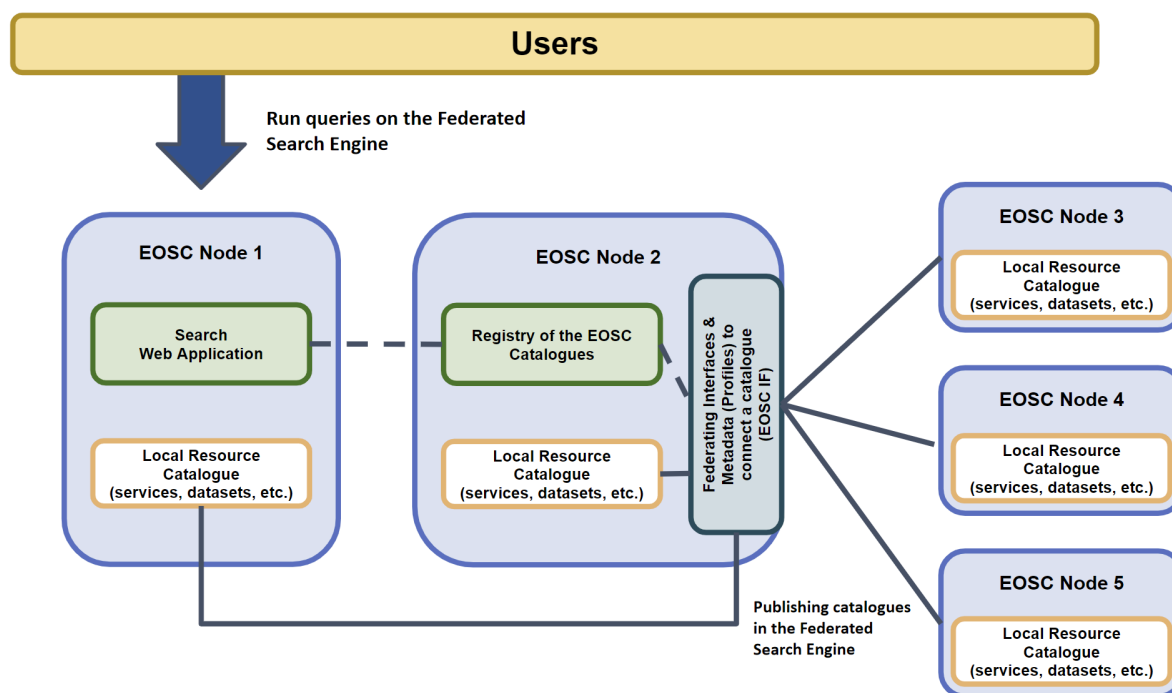 Users
Run queries on the Federated
Search Engine
EOSC Node 1
Search
Web Application
Local Resource
Catalogue
(services, datasets, etc.)
EOSC Node 2
Registry of the EOSC
Catalogues
Local Resource
Catalogue
(services, datasets, etc.)
Federating Interfaces &
Metadata (Profiles) to
connect a catalogue
(EOSC IF)
Publishing catalogues
in the Federated
Search Engine
EOSC Node 3
Local Resource
Catalogue
(services, datasets, etc.)
EOSC Node 4
Local Resource
Catalogue
(services, datasets, etc.)
EOSC Node 5
Local Resource
Catalogue
(services, datasets, etc.)